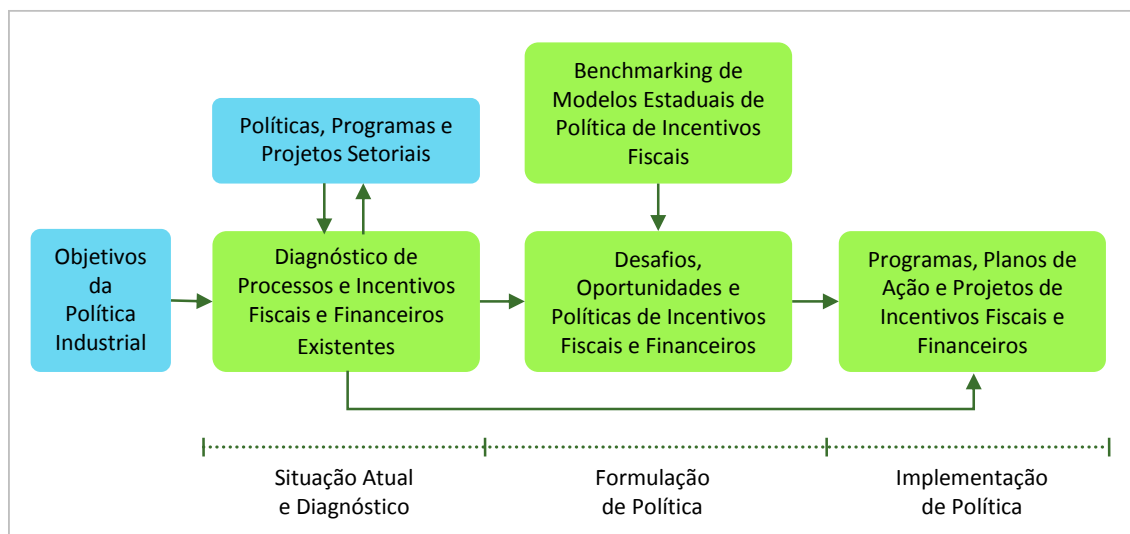 Benchmarking de
Modelos Estaduais de
Política de Incentivos
Fiscais
Políticas, Programas e
Projetos Setoriais
Objetivos
da
Política
Industrial
Diagnóstico de
Processos e Incentivos
Fiscais e Financeiros
Existentes
Desafios,
Oportunidades e
Políticas de Incentivos
Fiscais e Financeiros
Programas, Planos de
Ação e Projetos de
Incentivos Fiscais e
Financeiros
Situação Atual
e Diagnóstico
Formulação
de Política
Implementação
de Política